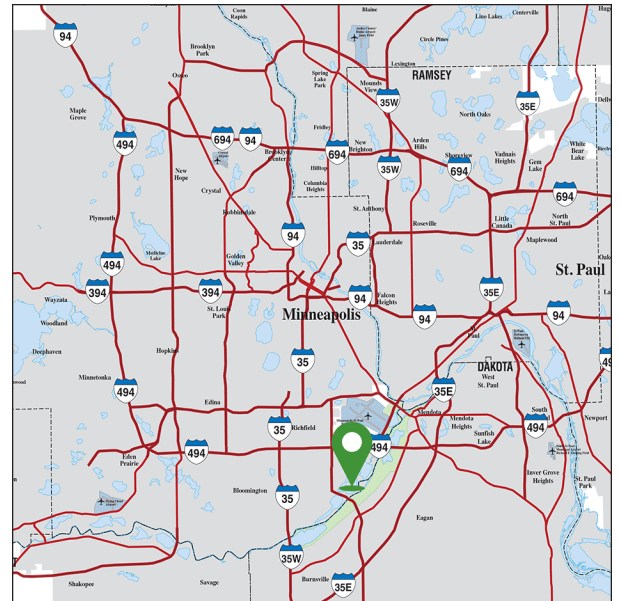 Coon
Rapids
Blaine
Lino Lakes
Centerville
Circle Pines
94
Brooklyn
Park
Osseo
Spring
Lake
Park
Lexington
Mounds
View
RAMSEY
35W
35E
Maple
Grove
North Oaks
494
694
94
Fridley
New
Brighton
Arden
Hills
Shoreview
Vadnais
Heights
White
Bear
Lake
Brooklyn
Center
694
Hilltop
35W
694
Gem
Lake
New
Hope
Crystal
Columbia
Heights
694
Robbinsdale
St. Anthony
Plymouth
94
35
Lauderdale
Roseville
Little
Canada
North
St. Paul
Maplewood
Medicine
Lake
Golden
Valley
494
St. Paul
394
394
94
Falcon
Heights
35E
Wayzata
St. Louis
Park
Minneapolis
94
94
Woodland
Deephaven
Hopkins
35
DAKOTA
West
St. Paul
Minnetonka
494
35E
Edina
Mendota
Mendota
Heights
South
Newport
35
Richfield
494
Sunfish
Lake
494
494
Eden
Prairie
Bloomington
35
Inver Grove
Heights
St. Paul
Park
Eagan
35W
Shakopee
Savage
Burnsville
35E